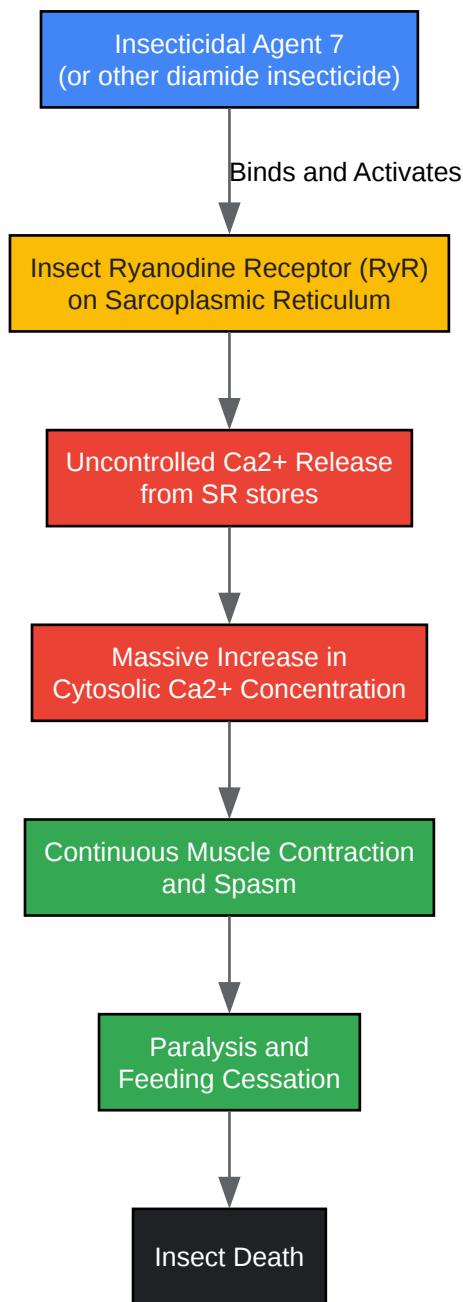 Insecticidal Agent 7
(or other diamide insecticide)
Binds and Activates
Insect Ryanodine Receptor (RyR)
on Sarcoplasmic Reticulum
Uncontrolled Ca2+ Release
from SR stores
Massive Increase in
Cytosolic Ca2+ Concentration
Continuous Muscle Contraction
and Spasm
Paralysis and
Feeding Cessation
Insect Death